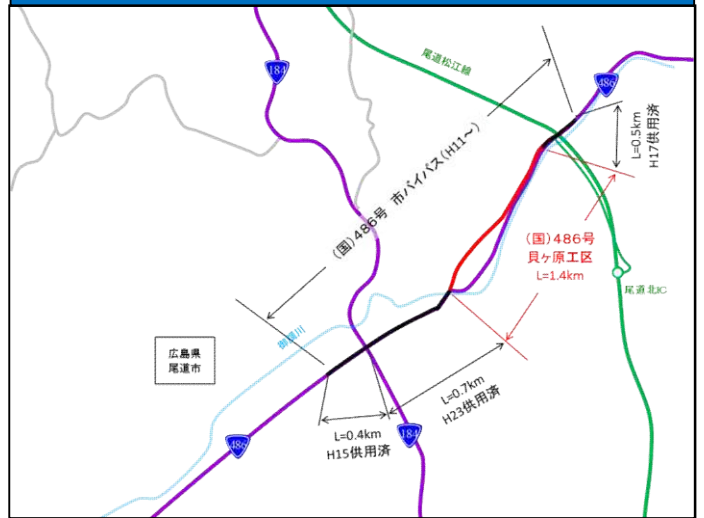 184
尾道松江線
486
L=0.5km
H17供用済
(国)486号 市バイパス(H11~)
(国)486号
貝ヶ原工区
L=1.4km
尾道北IC
御調川
広島県
尾道市
L=0.7km
H23供用済
L=0.4km
H15供用済
184
486